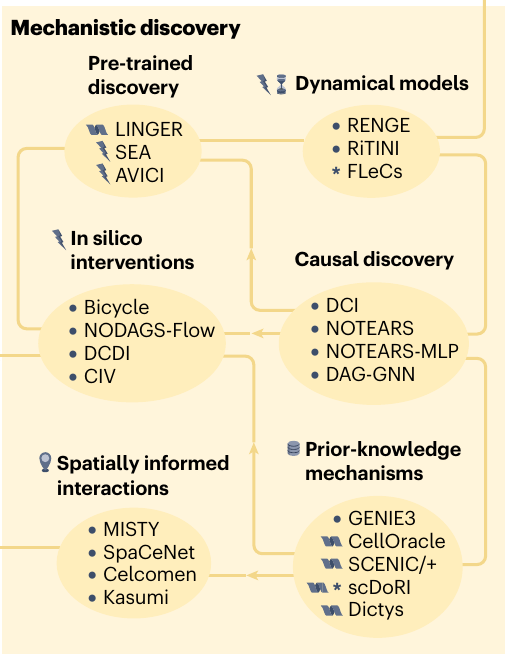 Mechanistic discovery
Pre-trained
discovery
LINGER
SEA
AVICI
Dynamical models
• RENGE
• RiTINI
* FLeCs
In silico
interventions
• Bicycle
• NODAGS-Flow
• DCDI
• CIV
Causal discovery
• DCI
• NOTEARS
• NOTEARS-MLP
• DAG-GNN
Spatially informed
interactions
• MISTY
• SpaCeNet
• Celcomen
• Kasumi
Prior-knowledge
mechanisms
• GENIE3
CellOracle
SCENIC/+
* scDoRI
Dictys